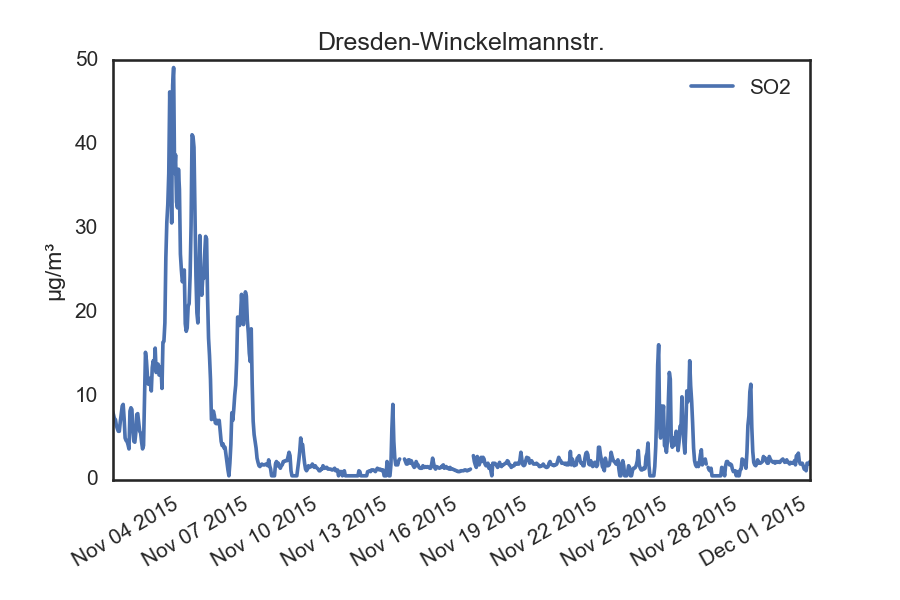 Dresden-Winckelmannstr.
SO2
µg/m³
50
40
30
20
10
0
Nov 04 2015
Nov 07 2015
Nov 10 2015
Nov 13 2015
Nov 16 2015
Nov 19 2015
Nov 22 2015
Nov 25 2015
Nov 28 2015
Dec 01 2015